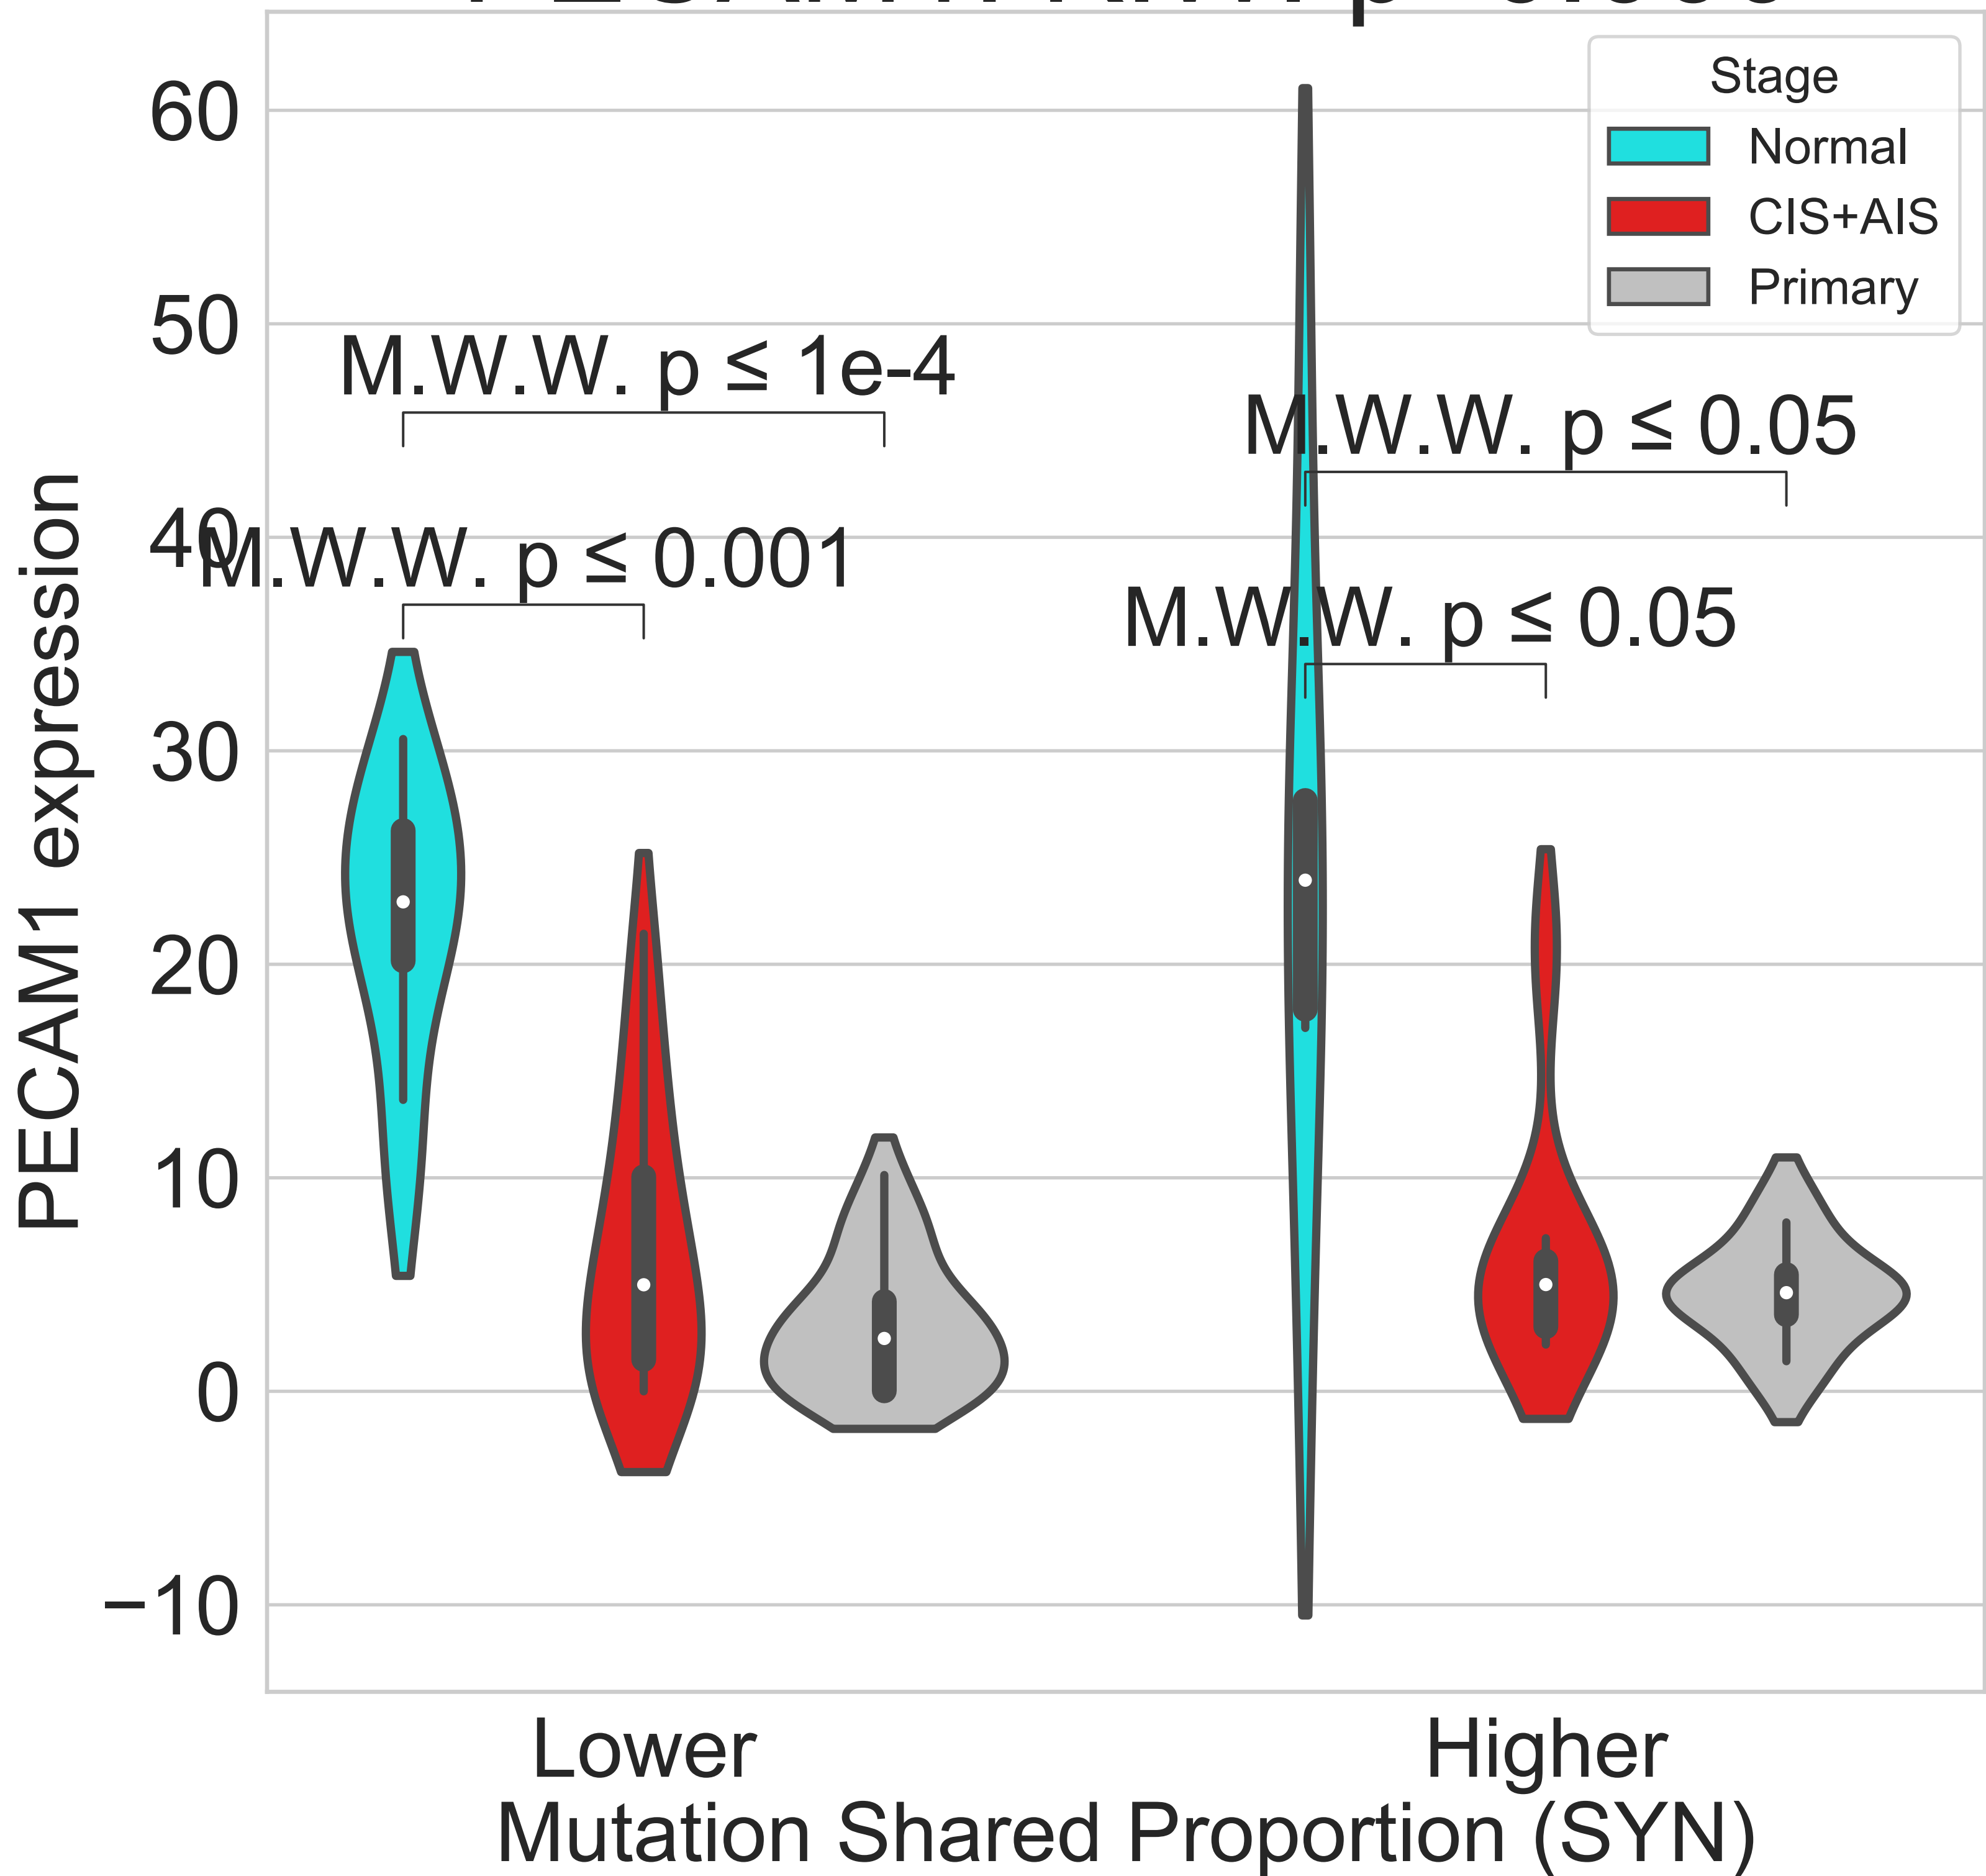 Stage
Normal
CIS+AIS
Primary
60
50
40
30
20
10
0
−10
PECAM1 expression
M.W.W. p ≤ 1e-4
M.W.W. p ≤ 0.05
M.W.W. p ≤ 0.001
M.W.W. p ≤ 0.05
Lower
Higher
Mutation Shared Proportion (SYN)